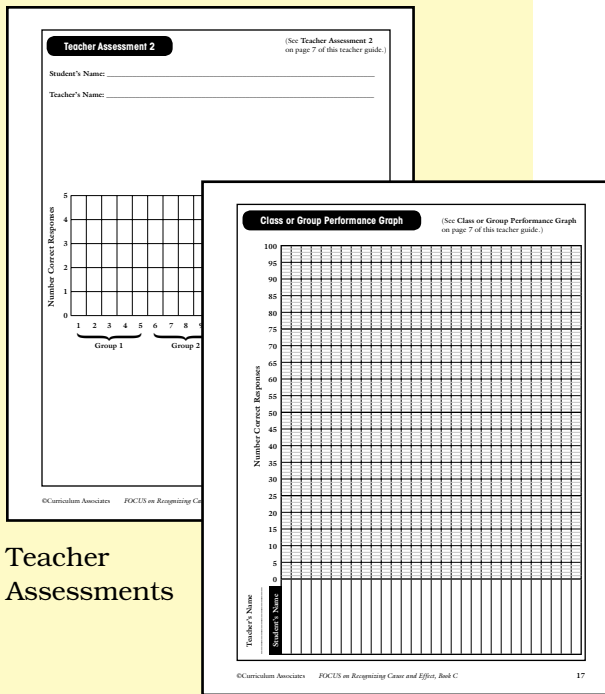 Teacher Assessment 2
(See Teacher Assessment 2
on page 7 of this teacher guide.)
Student's Name:
Teacher's Name:
Number Correct Responses
5
4
3
2
1
0
1 2 3 4 5 6 7 8 9
Group 1 Group 2
©Curriculum Associates FOCUS on Recognizing
Teacher
Assessments
Class or Group Performance Graph
(See Class or Group Performance Graph
on page 7 of this teacher guide.)
Number Correct Responses
100
95
90
85
80
75
70
65
60
55
50
45
40
35
30
25
20
15
10
5
0
Teacher's Name
Student's Name
©Curriculum Associates FOCUS on Recognizing Cause and Effect, Book C 17